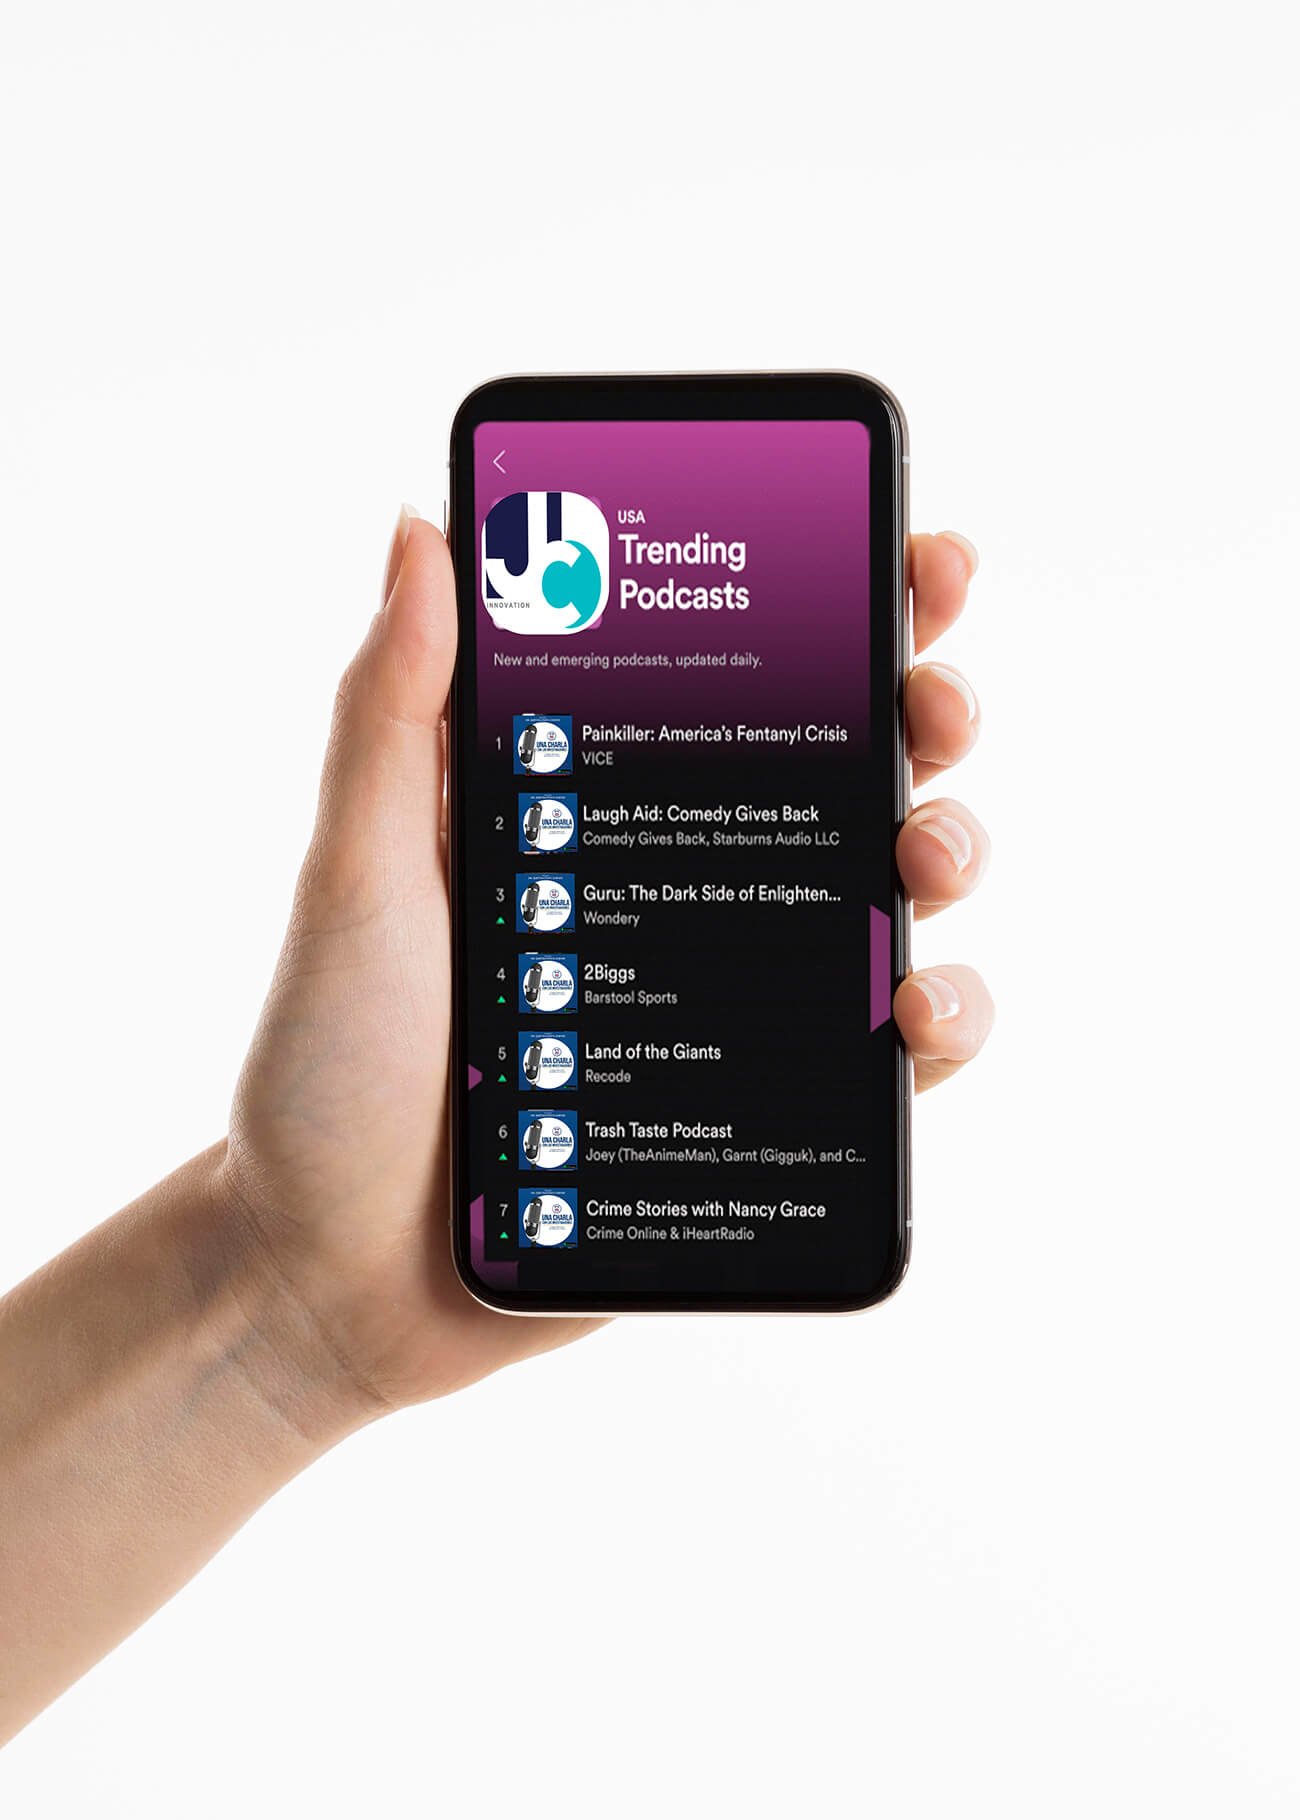 JC
INNOVATION
USA
Trending
Podcasts
New and emerging podcasts, updated daily.
1
UNA CHARLA
Painkiller: America’s Fentanyl Crisis
VICE
2
UNA CHARLA
Laugh Aid: Comedy Gives Back
Comedy Gives Back, Starburns Audio LLC
3
UNA CHARLA
Guru: The Dark Side of Enlighten...
Wondery
4
UNA CHARLA
2Biggs
Barstool Sports
5
UNA CHARLA
Land of the Giants
Recode
6
UNA CHARLA
Trash Taste Podcast
Joey (TheAnimeMan), Garnt (Gigguk), and C...
7
UNA CHARLA
Crime Stories with Nancy Grace
Crime Online & iHeartRadio